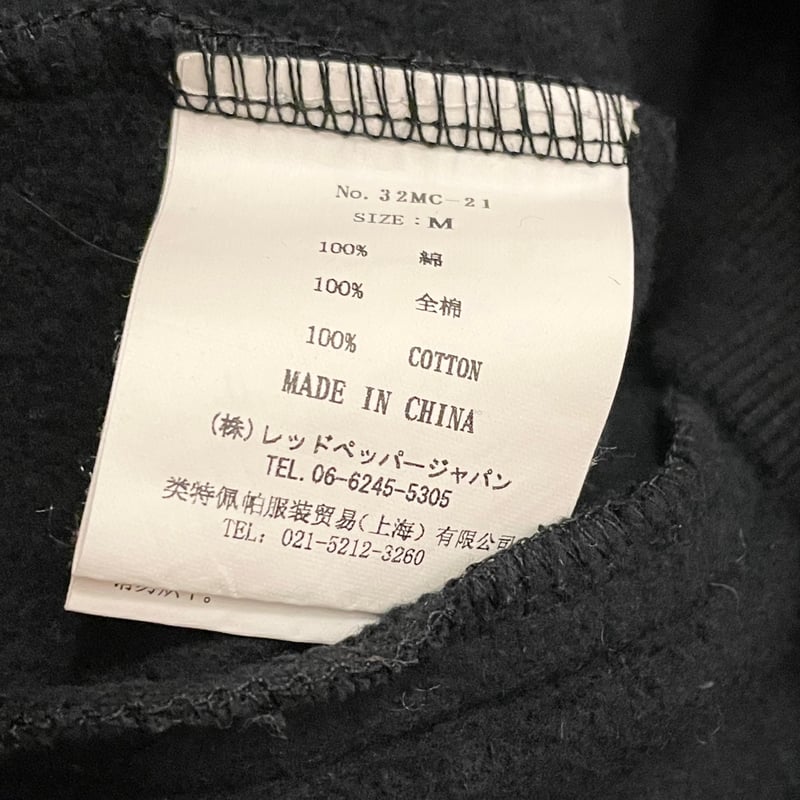 No. 32MC-21
SIZE : M
100% 綿
100% 全棉
100% COTTON
MADE IN CHINA
(株)レッドペッパージャパン
TEL. 06-6245-5305
类特佩帕服装贸易(上海)有限公司
TEL: 021-5212-3260